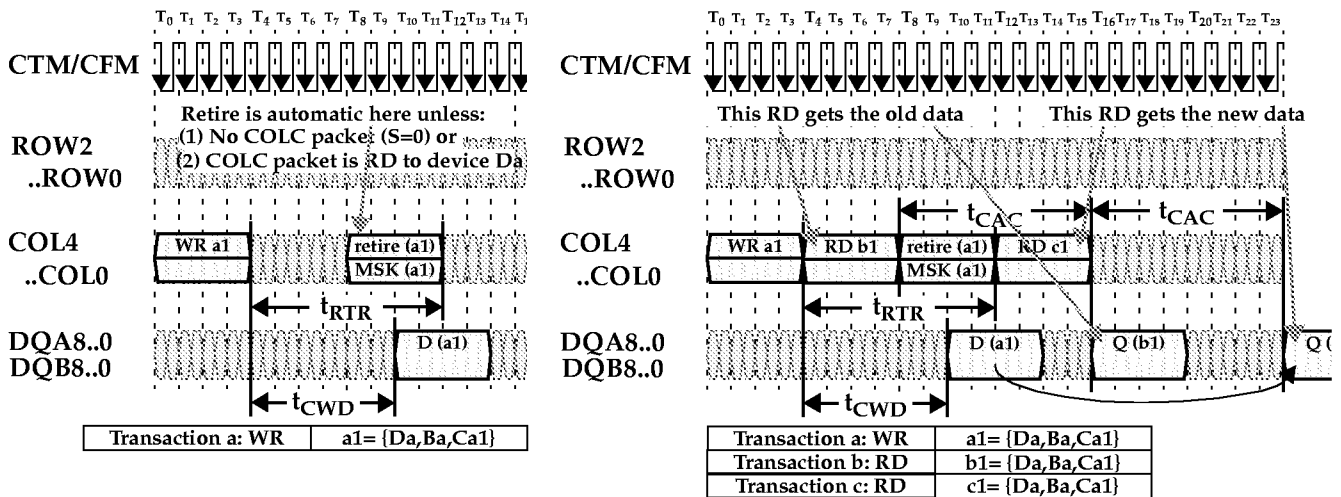 T0 T1 T2 T3 T4 T5 T6 T7 T8 T9 T10 T11 T12 T13 T14
CTM/CFM
Retire is automatic here unless:
(1) No COLC packet (S=0) or
(2) COLC packet is RD to device Da
ROW2
..ROW0
COL4
..COL0
WR a1
retire (a1)
MSK (a1)
tRTR
DQA8..0
DQB8..0
D (a1)
tCWD
Transaction a: WR a1= {Da,Ba,Ca1}
T0 T1 T2 T3 T4 T5 T6 T7 T8 T9 T10 T11 T12 T13 T14 T15 T16 T17 T18 T19 T20 T21 T22 T23
CTM/CFM
This RD gets the old data
This RD gets the new data
ROW2
..ROW0
tCAC
tCAC
COL4
..COL0
WR a1
RD b1
retire (a1)
MSK (a1)
RD c1
tRTR
DQA8..0
DQB8..0
D (a1)
Q (b1)
Q (
tCWD
Transaction a: WR a1= {Da,Ba,Ca1}
Transaction b: RD b1= {Da,Ba,Ca1}
Transaction c: RD c1= {Da,Ba,Ca1}